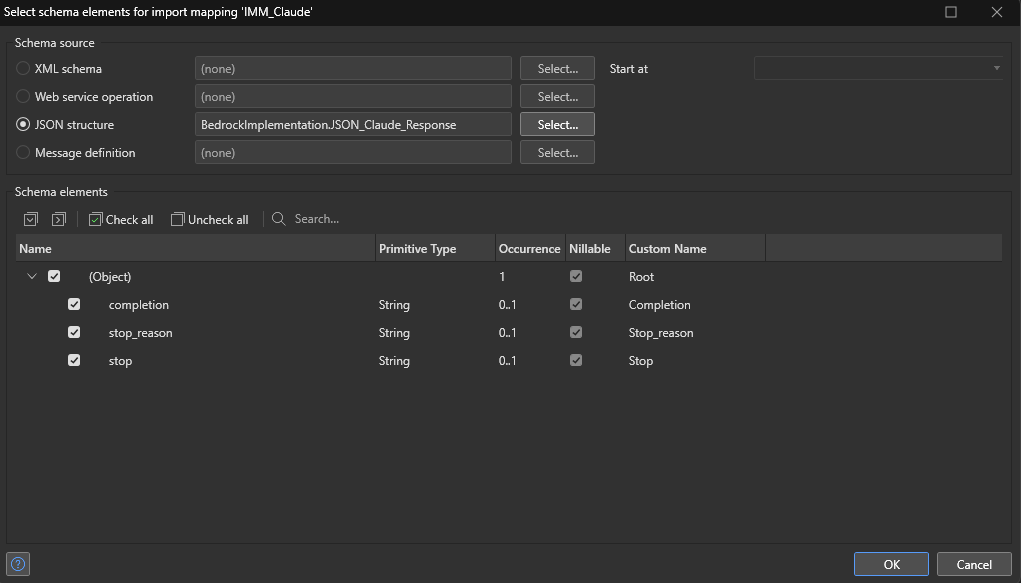 Select schema elements for import mapping 'IMM_Claude'
Schema source
XML schema (none) Select... Start at
Web service operation (none) Select...
JSON structure BedrockImplementation.JSON_Claude_Response Select...
Message definition (none) Select...
Schema elements
Check all Uncheck all Search...
Name Primitive Type Occurrence Nillable Custom Name
(Object) 1 Root
completion String 0..1 Completion
stop_reason String 0..1 Stop_reason
stop String 0..1 Stop
? OK Cancel